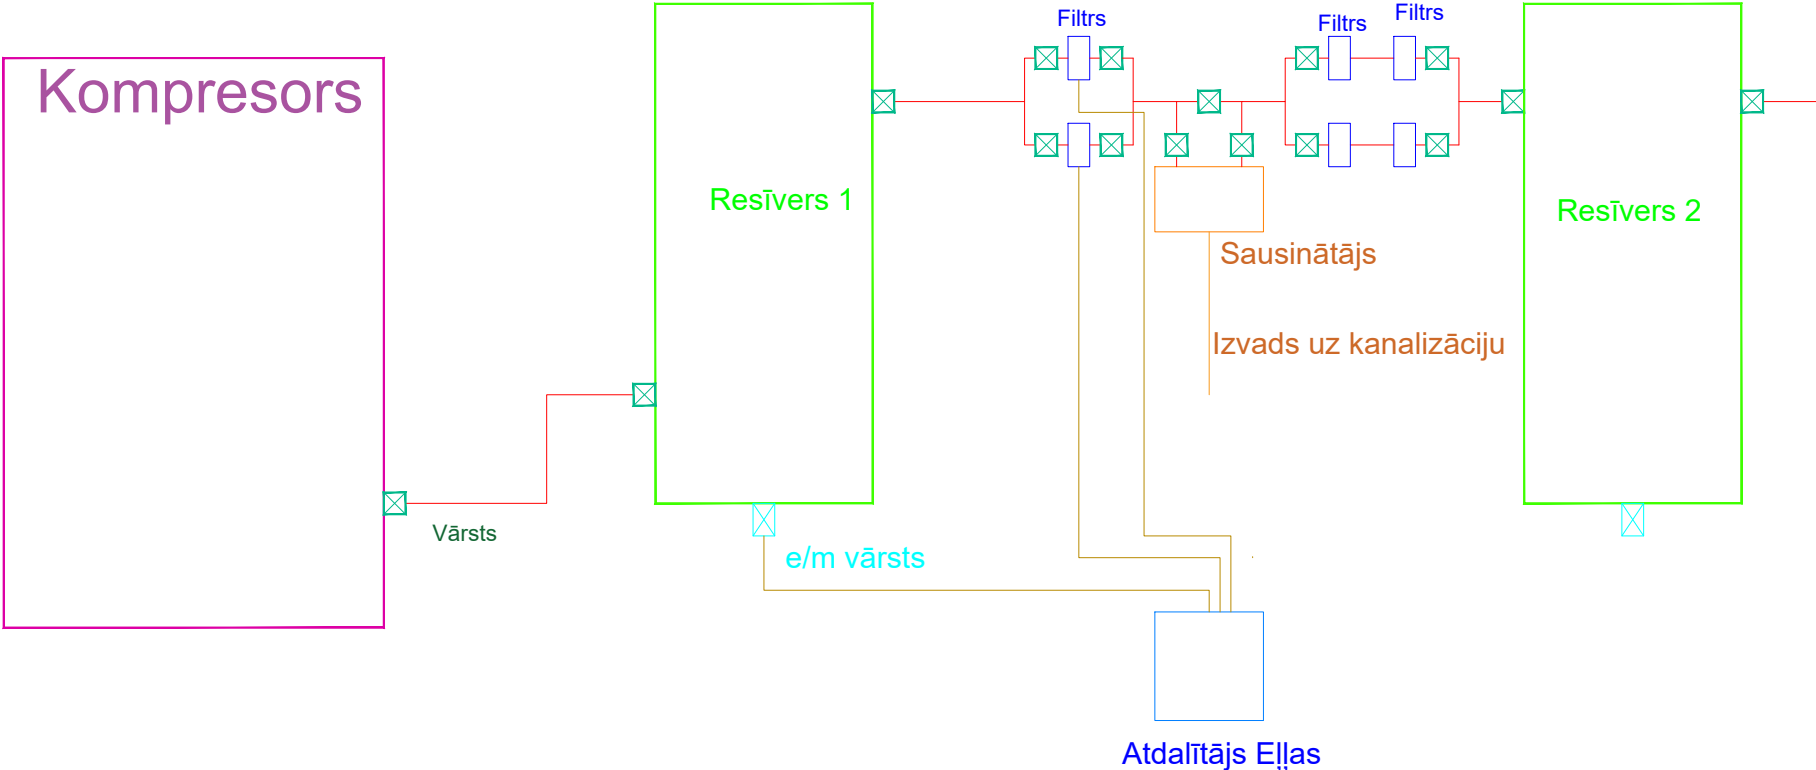 Filtrs
Filtrs
Filtrs
Kompresors
Resīvers 1
Resīvers 2
Sausinātājs
Izvads uz kanalizāciju
Vārsts
e/m vārsts
Atdalītājs Eļļas